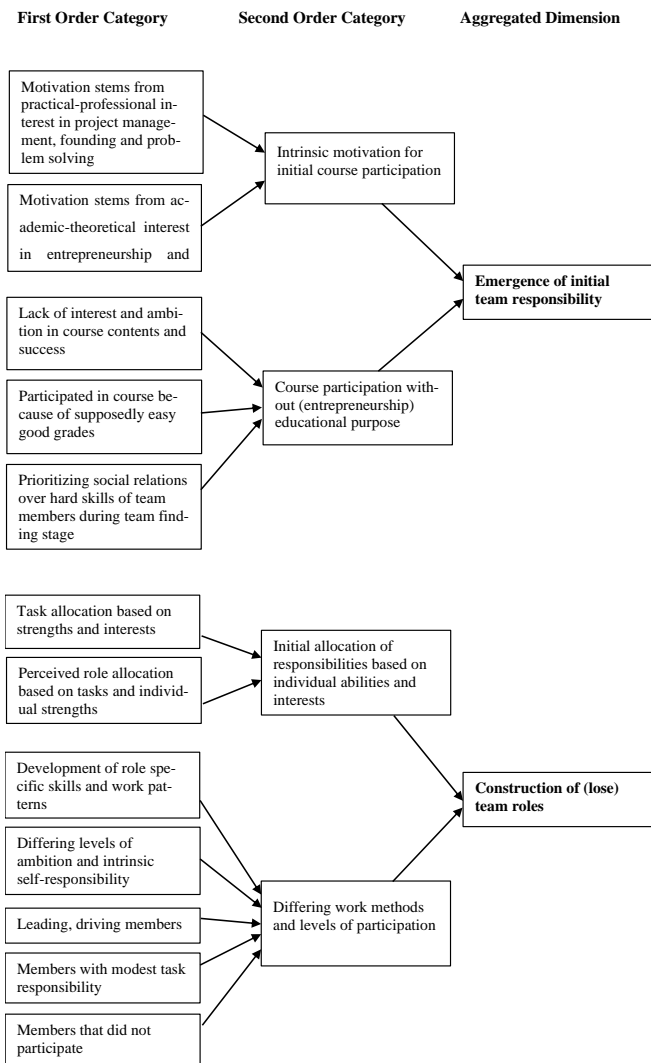 First Order Category
Second Order Category
Aggregated Dimension
Motivation stems from
practical-professional in-
terest in project manage-
ment, founding and prob-
lem solving
Motivation stems from ac-
ademic-theoretical interest
in entrepreneurship and
Intrinsic motivation for
initial course participation
Emergence of initial
team responsibility
Lack of interest and ambi-
tion in course contents and
success
Participated in course be-
cause of supposedly easy
good grades
Prioritizing social relations
over hard skills of team
members during team find-
ing stage
Course participation with-
out (entrepreneurship)
educational purpose
Task allocation based on
strengths and interests
Perceived role allocation
based on tasks and individ-
ual strengths
Initial allocation of
responsibilities based on
individual abilities and
interests
Construction of (lose)
team roles
Development of role spe-
cific skills and work pat-
terns
Differing levels of
ambition and intrinsic
self-responsibility
Leading, driving members
Members with modest task
responsibility
Members that did not
participate
Differing work methods
and levels of participation